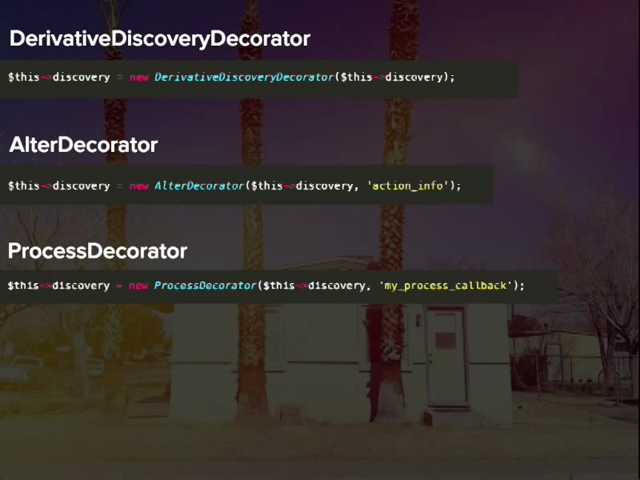 DerivativeDiscoveryDecorator
$this->discovery = new DerivativeDiscoveryDecorator($this->discovery);
AlterDecorator
$this->discovery = new AlterDecorator($this->discovery, 'action_info');
ProcessDecorator
$this->discovery = new ProcessDecorator($this->discovery, 'my_process_callback');